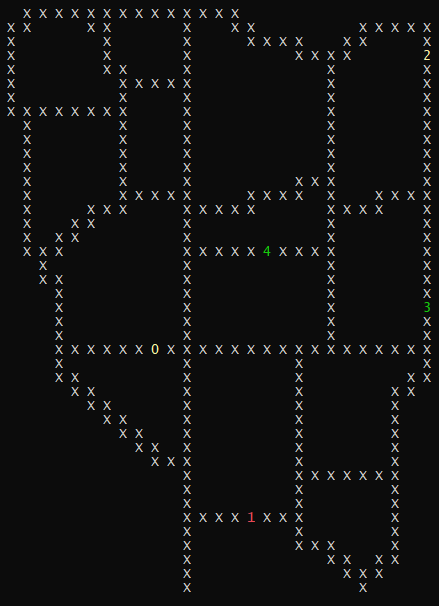 x x x x x x x x x x x x x x
x x       x x         x     x x             x x x x x
x           x         x       x x x x     x x       x
x           x         x             x x x x         2
x           x x       x                 x           x
x             x x x x x                 x           x
x             x       x                 x           x
x x x x x x x x       x                 x           x
  x           x       x                 x           x
  x           x       x                 x           x
  x           x       x                 x           x
  x           x       x                 x           x
  x           x       x             x x x           x
  x           x x x x x       x x x x   x     x x x x
  x       x x x       x x x x x         x x x x     x
  x     x x           x                 x           x
  x   x x             x                 x           x
  x x x               x x x x x 4 x x x x           x
    x                 x                 x           x
    x x               x                 x           x
      x               x                 x           x
      x               x                 x           3
      x               x                 x           x
      x               x                 x           x
      x x x x x x 0 x x x x x x x x x x x x x x x x x
      x               x             x               x
      x x             x             x             x x
        x x           x             x           x x
          x x         x             x           x
            x x       x             x           x
              x x     x             x           x
                x x   x             x           x
                  x x x             x           x
                      x             x x x x x x x
                      x             x           x
                      x             x           x
                      x x x x 1 x x x           x
                      x             x           x
                      x             x x x       x
                      x                 x x   x x
                      x                   x x x
                      x                     x